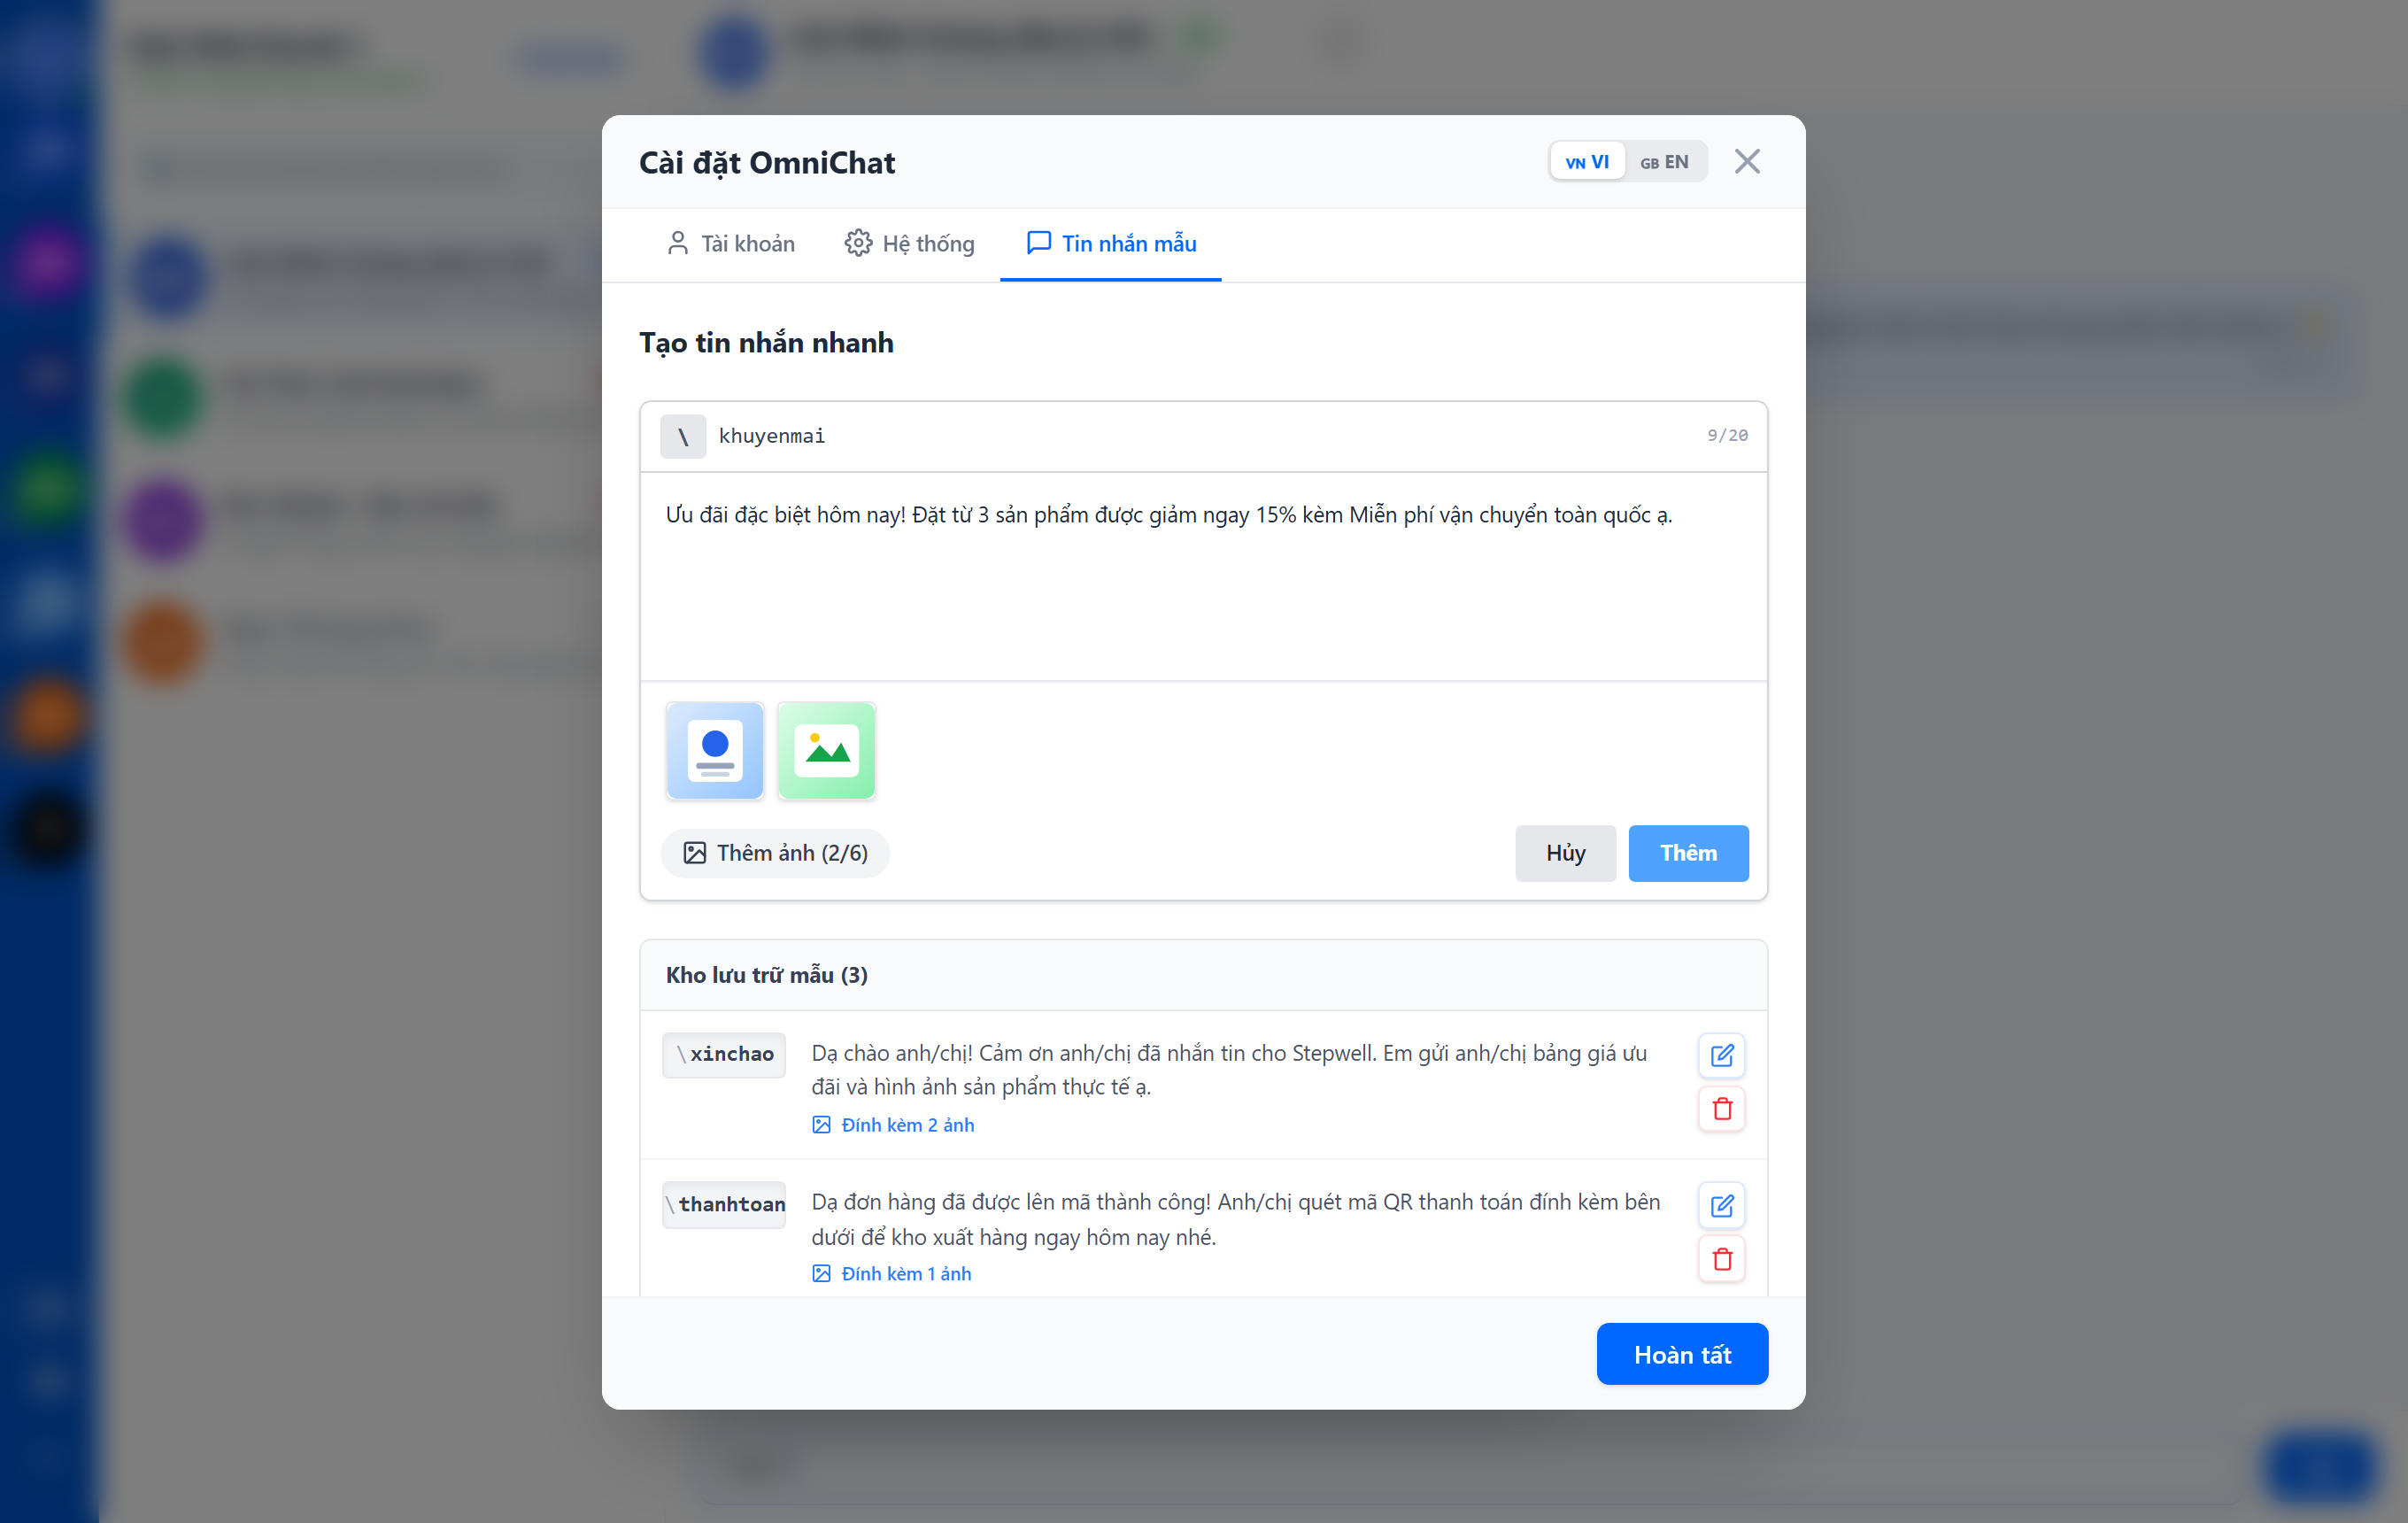 Cài đặt OmniChat
VN VI
GB EN
Tài khoản
Hệ thống
Tin nhắn mẫu
Tạo tin nhắn nhanh
\ khuyenmai
9/20
Ưu đãi đặc biệt hôm nay! Đặt từ 3 sản phẩm được giảm ngay 15% kèm Miễn phí vận chuyển toàn quốc ạ.
Thêm ảnh (2/6)
Hủy
Thêm
Kho lưu trữ mẫu (3)
\xinchao
Dạ chào anh/chị! Cảm ơn anh/chị đã nhắn tin cho Stepwell. Em gửi anh/chị bảng giá ưu
đãi và hình ảnh sản phẩm thực tế ạ.
Đính kèm 2 ảnh
\thanhtoan
Dạ đơn hàng đã được lên mã thành công! Anh/chị quét mã QR thanh toán đính kèm bên
dưới để kho xuất hàng ngay hôm nay nhé.
Đính kèm 1 ảnh
Hoàn tất